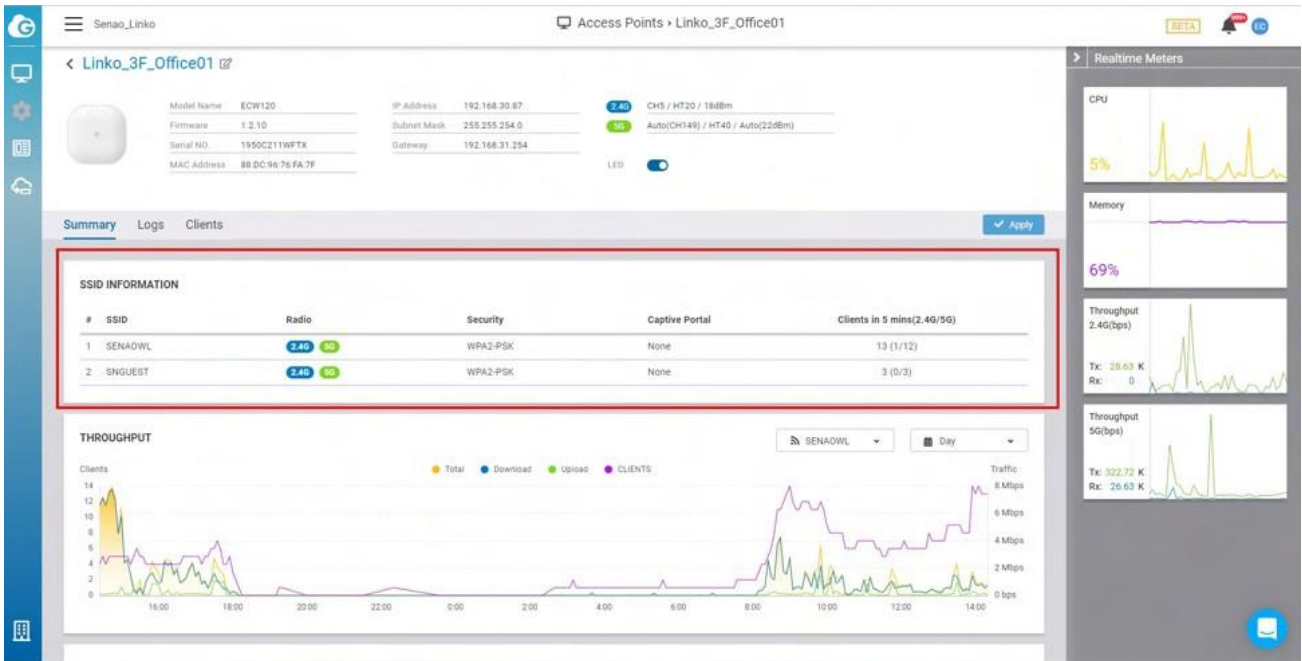 Senao_Linko
Access Points › Linko_3F_Office01
BETA
999+
EC
Linko_3F_Office01
Model Name ECW120
Firmware 1.2.10
Serial NO. 1950C211WFTX
MAC Address 88:DC:96:76:FA:7F
IP Address 192.168.30.87
Subnet Mask 255.255.254.0
Gateway 192.168.31.254
2.4G CH5 / HT20 / 18dBm
5G Auto(CH149) / HT40 / Auto(22dBm)
LED
Summary Logs Clients
Apply
SSID INFORMATION
# SSID Radio Security Captive Portal Clients in 5 mins(2.4G/5G)
1 SENAOWL 2.4G 5G WPA2-PSK None 13 (1/12)
2 SNGUEST 2.4G 5G WPA2-PSK None 3 (0/3)
THROUGHPUT
SENAOWL
Day
Clients
Total Download Upload CLIENTS
Traffic
14
12
10
8
6
4
2
0
8 Mbps
6 Mbps
4 Mbps
2 Mbps
0 bps
16:00 18:00 20:00 22:00 0:00 2:00 4:00 6:00 8:00 10:00 12:00 14:00
Realtime Meters
CPU
5%
Memory
69%
Throughput
2.4G(bps)
Tx: 28.63 K
Rx: 0
Throughput
5G(bps)
Tx: 322.72 K
Rx: 26.63 K